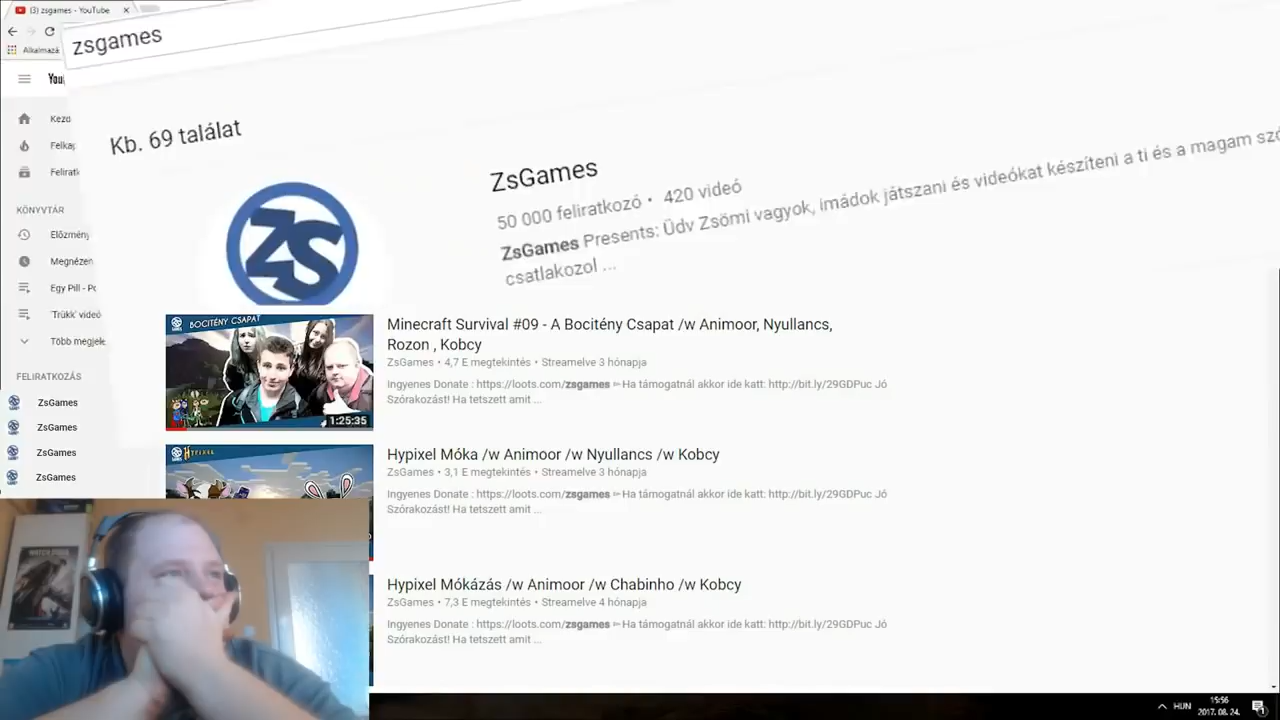 (3) zsgames - YouTube
zsgames
Alkalmazá
You
Kezd
Felkap
Feliratk
KÖNYVTÁR
Előzmény
Megnézen
Egy Pill - Po
'Trükk' videó
Több megjele
FELIRATKOZÁS
ZsGames
ZsGames
ZsGames
ZsGames
Kb. 69 találat
ZS
ZsGames
50 000 feliratkozó • 420 videó
ZsGames Presents: Üdv Zsömi vagyok, imádok játszani és videókat készíteni a ti és a magam szó
csatlakozol ...
BOCITÉNY CSAPAT
1:25:35
Minecraft Survival #09 - A Bocitény Csapat /w Animoor, Nyullancs,
Rozon , Kobcy
ZsGames • 4,7 E megtekintés • Streamelve 3 hónapja
Ingyenes Donate : https://loots.com/zsgames ✄Ha támogatnál akkor ide katt: http://bit.ly/29GDPuc Jó
Szórakozást! Ha tetszett amit ...
HYPIXEL
Hypixel Móka /w Animoor /w Nyullancs /w Kobcy
ZsGames • 3,1 E megtekintés • Streamelve 3 hónapja
Ingyenes Donate : https://loots.com/zsgames ✄Ha támogatnál akkor ide katt: http://bit.ly/29GDPuc Jó
Szórakozást! Ha tetszett amit ...
Hypixel Mókázás /w Animoor /w Chabinho /w Kobcy
ZsGames • 7,3 E megtekintés • Streamelve 4 hónapja
Ingyenes Donate : https://loots.com/zsgames ✄Ha támogatnál akkor ide katt: http://bit.ly/29GDPuc Jó
Szórakozást! Ha tetszett amit ...
WATCH DOGS
HUN
15:56
2017. 08. 24.